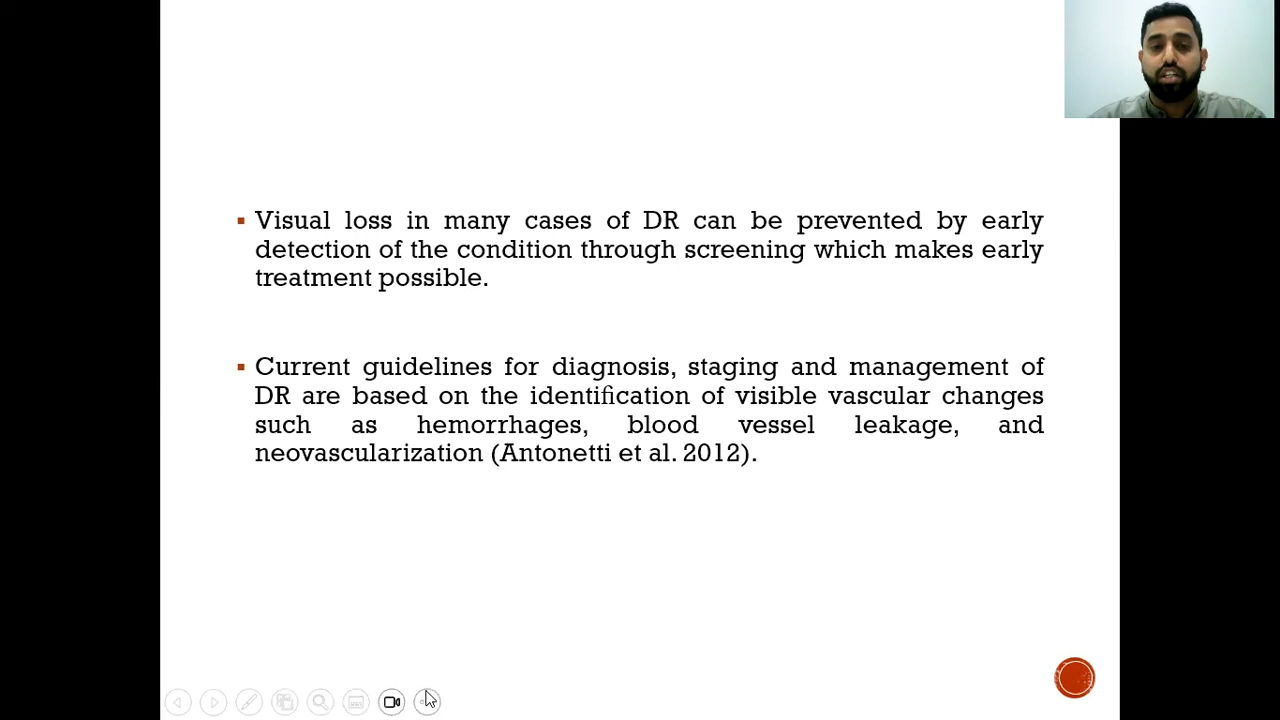 Visual loss in many cases of DR can be prevented by early
detection of the condition through screening which makes early
treatment possible.
Current guidelines for diagnosis, staging and management of
DR are based on the identification of visible vascular changes
such as hemorrhages, blood vessel leakage, and
neovascularization (Antonetti et al. 2012).